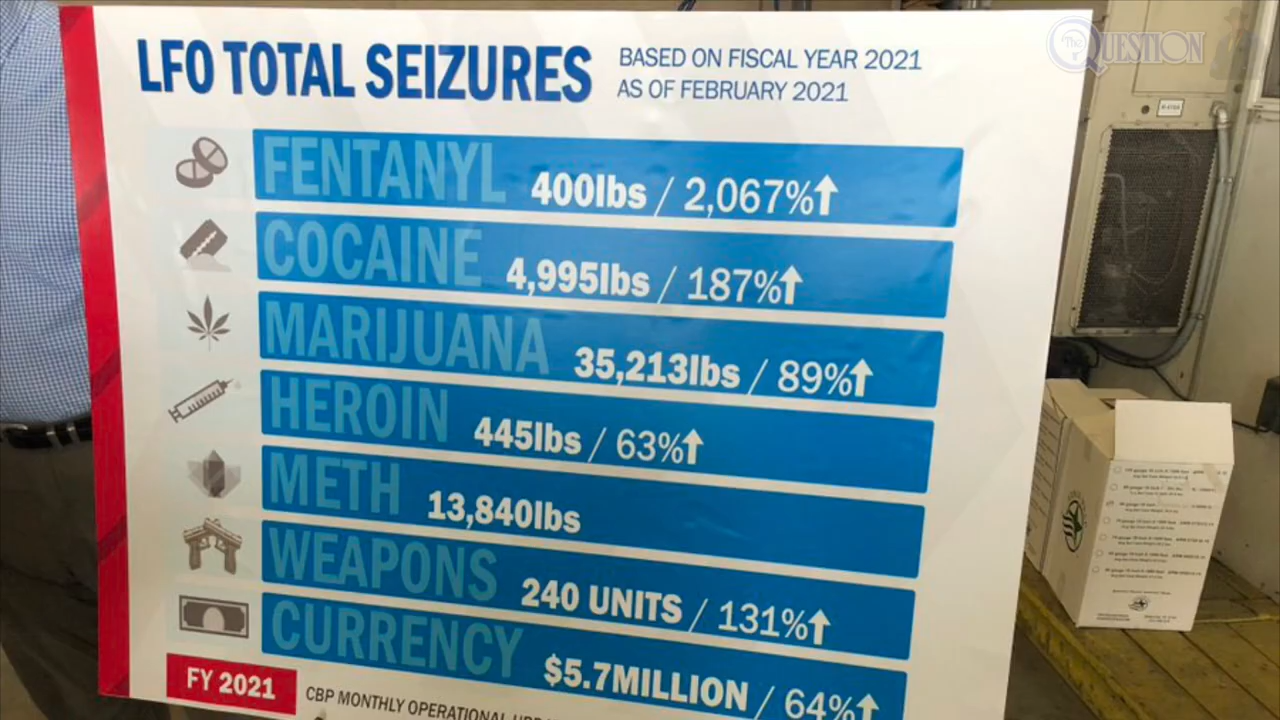 The QUESTION
LFO TOTAL SEIZURES
BASED ON FISCAL YEAR 2021
AS OF FEBRUARY 2021
FENTANYL 400lbs / 2,067%↑
COCAINE 4,995lbs / 187%↑
MARIJUANA 35,213lbs / 89%↑
HEROIN 445lbs / 63%↑
METH 13,840lbs
WEAPONS 240 UNITS / 131%↑
CURRENCY $5.7MILLION / 64%↑
FY 2021
CBP MONTHLY OPERATIONAL